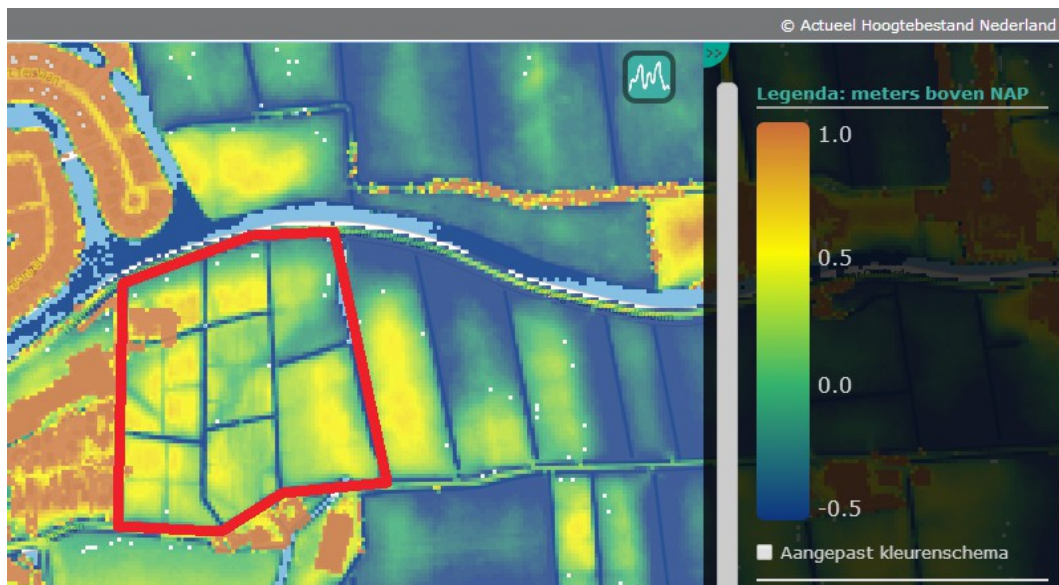 © Actueel Hoogtebestand Nederland
>>
Legenda: meters boven NAP
1.0
0.5
0.0
-0.5
Aangepast kleurenschema